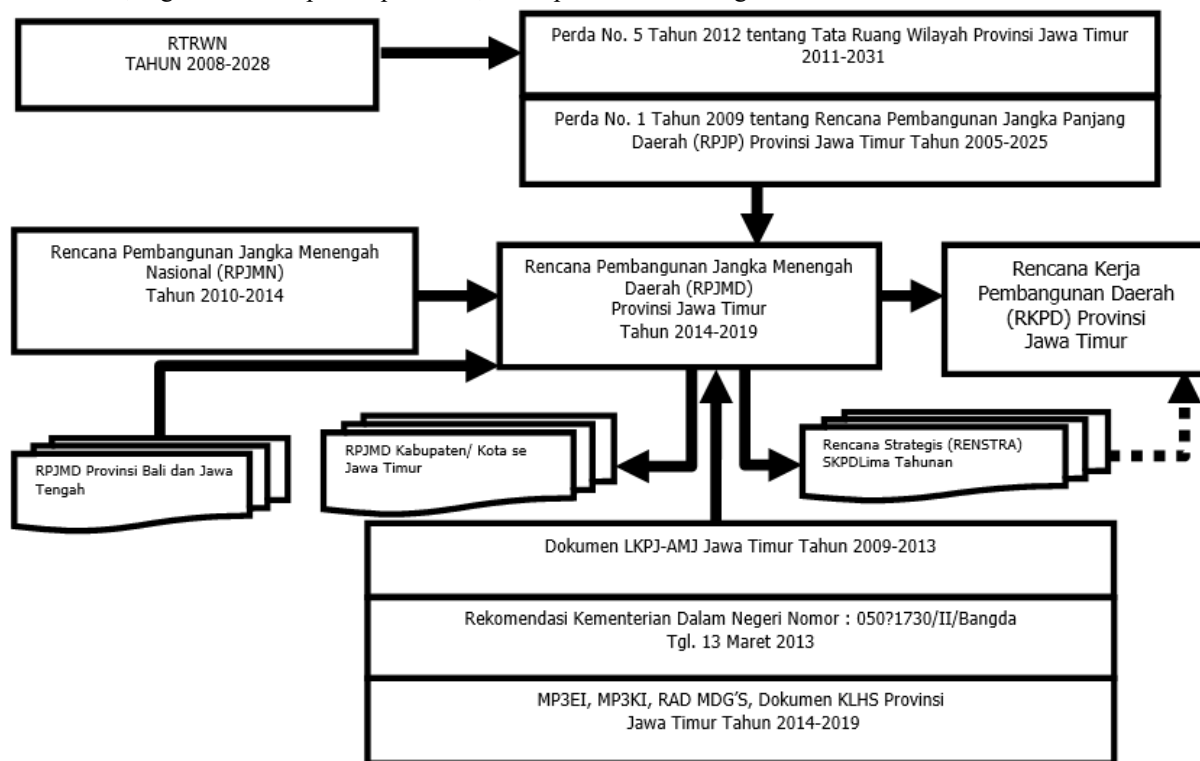 RTRWN
TAHUN 2008-2028
Perda No. 5 Tahun 2012 tentang Tata Ruang Wilayah Provinsi Jawa Timur
2011-2031
Perda No. 1 Tahun 2009 tentang Rencana Pembangunan Jangka Panjang
Daerah (RPJP) Provinsi Jawa Timur Tahun 2005-2025
Rencana Pembangunan Jangka Menengah
Nasional (RPJMN)
Tahun 2010-2014
Rencana Pembangunan Jangka Menengah
Daerah (RPJMD)
Provinsi Jawa Timur
Tahun 2014-2019
Rencana Kerja
Pembangunan Daerah
(RKPD) Provinsi
Jawa Timur
RPJMD Provinsi Bali dan Jawa
Tengah
RPJMD Kabupaten/ Kota se
Jawa Timur
Rencana Strategis (RENSTRA)
SKPDLima Tahunan
Dokumen LKPJ-AMJ Jawa Timur Tahun 2009-2013
Rekomendasi Kementerian Dalam Negeri Nomor : 050?1730/II/Bangda
Tgl. 13 Maret 2013
MP3EI, MP3KI, RAD MDG'S, Dokumen KLHS Provinsi
Jawa Timur Tahun 2014-2019